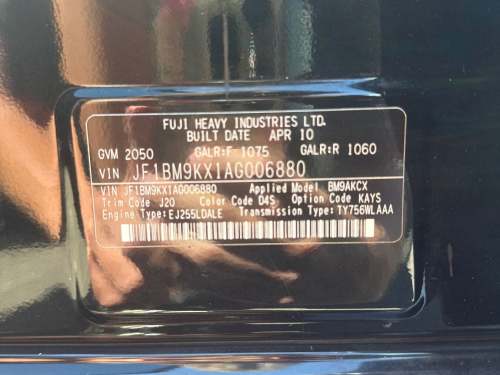 FUJI HEAVY INDUSTRIES LTD.
BUILT DATE APR 10
GVM 2050 GALR:F 1075 GALR:R 1060
VIN JF1BM9KX1AG006880
VIN JF1BM9KX1AG006880 Applied Model BM9AKCX
Trim Code J20 Color Code D4S Option Code KAYS
Engine Type: EJ255LDALE Transmission Type: TY756WLAAA